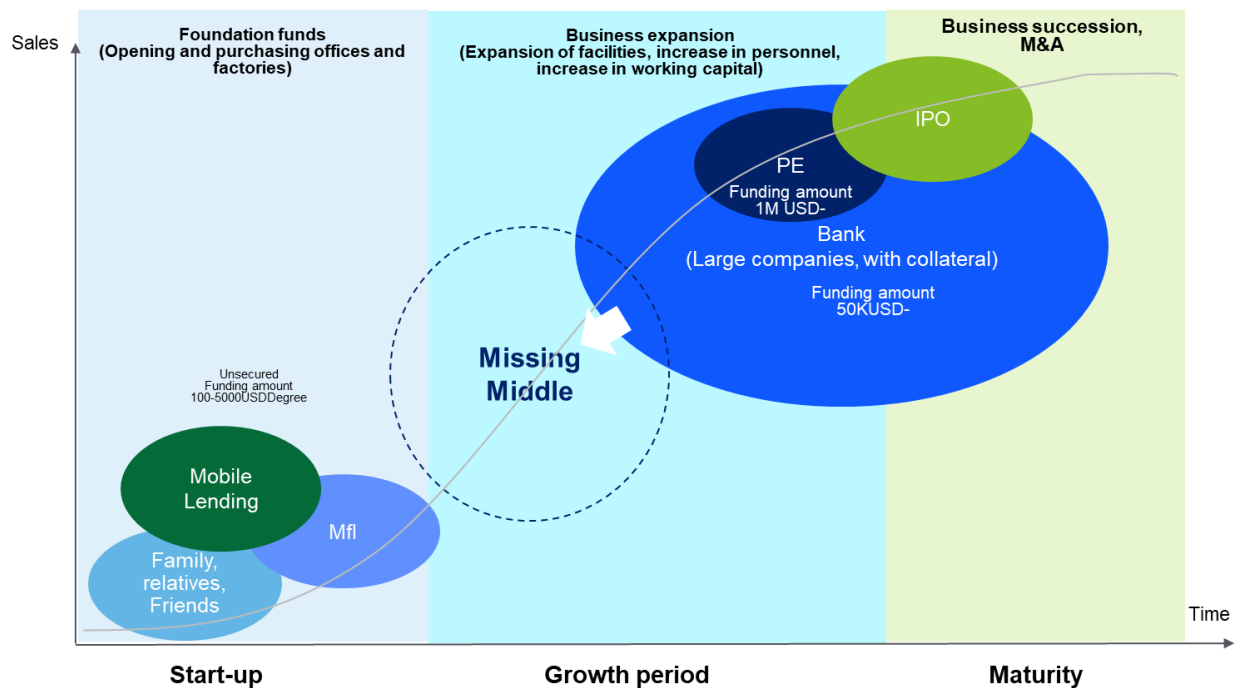 Sales
Foundation funds
(Opening and purchasing offices and
factories)
Business expansion
(Expansion of facilities, increase in personnel,
increase in working capital)
Business succession,
M&A
IPO
PE
Funding amount
1M USD-
Bank
(Large companies, with collateral)
Funding amount
50KUSD-
Missing
Middle
Unsecured
Funding amount
100-5000USDDegree
Mobile
Lending
Mfl
Family,
relatives,
Friends
Time
Start-up
Growth period
Maturity